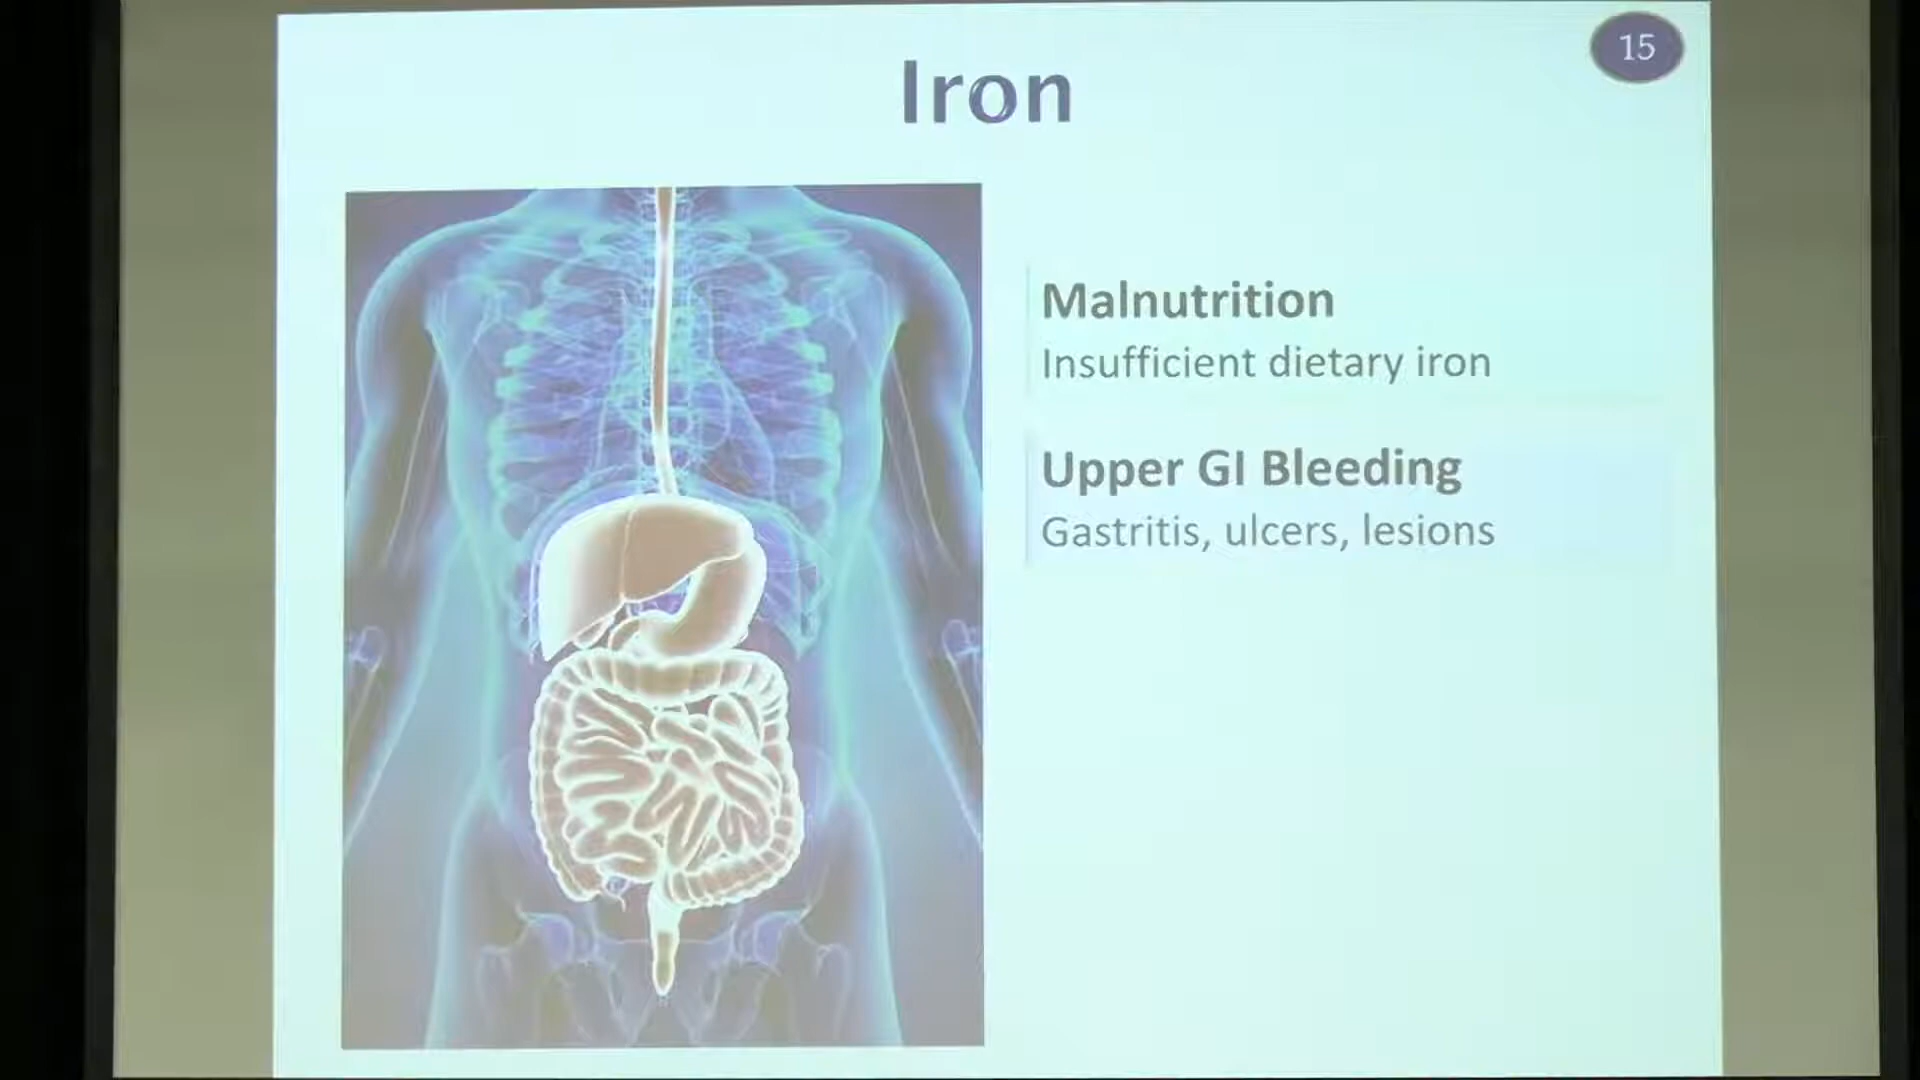 15
Iron
Malnutrition
Insufficient dietary iron
Upper GI Bleeding
Gastritis, ulcers, lesions